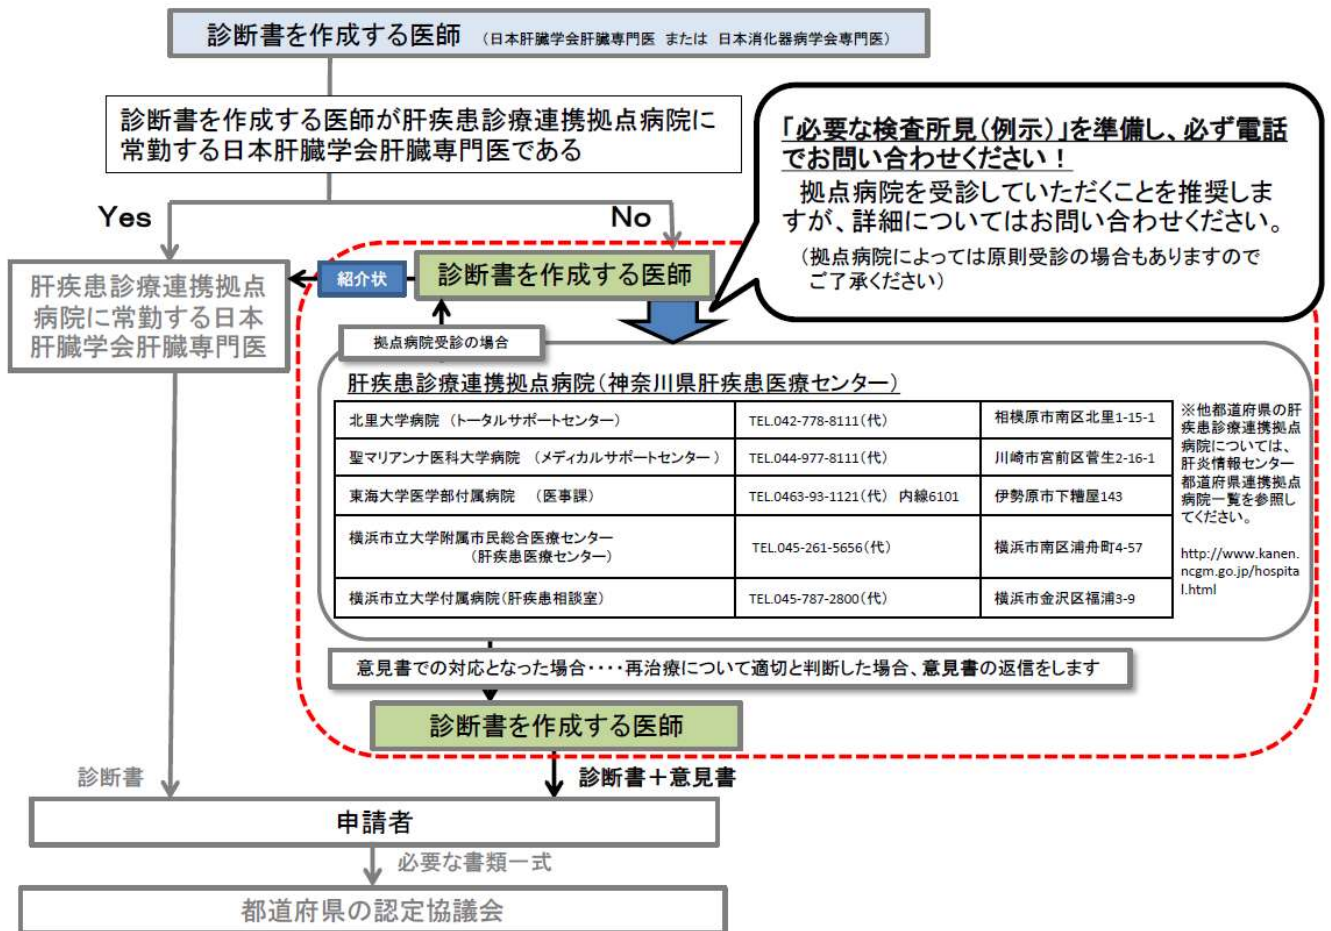 診断書を作成する医師 （日本肝臓学会肝臓専門医 または 日本消化器病学会専門医）
診断書を作成する医師が肝疾患診療連携拠点病院に
常勤する日本肝臓学会肝臓専門医である
「必要な検査所見（例示）」を準備し、必ず電話
でお問い合わせください！
拠点病院を受診していただくことを推奨しま
すが、詳細についてはお問い合わせください。
（拠点病院によっては原則受診の場合もありますので
ご了承ください）
Yes
No
肝疾患診療連携拠点
病院に常勤する日本
肝臓学会肝臓専門医
紹介状
診断書を作成する医師
拠点病院受診の場合
肝疾患診療連携拠点病院（神奈川県肝疾患医療センター）
北里大学病院 （トータルサポートセンター） TEL.042-778-8111（代） 相模原市南区北里1-15-1
聖マリアンナ医科大学病院 （メディカルサポートセンター） TEL.044-977-8111（代） 川崎市宮前区菅生2-16-1
東海大学医学部付属病院 （医事課） TEL.0463-93-1121（代） 内線6101 伊勢原市下糟屋143
横浜市立大学附属市民総合医療センター
（肝疾患医療センター） TEL.045-261-5656（代） 横浜市南区浦舟町4-57
横浜市立大学付属病院（肝疾患相談室） TEL.045-787-2800（代） 横浜市金沢区福浦3-9
※他都道府県の肝
疾患診療連携拠点
病院については、
肝炎情報センター
都道府県連携拠点
病院一覧を参照し
てください。
http://www.kanen.
ncgm.go.jp/hospita
l.html
意見書での対応となった場合・・・・再治療について適切と判断した場合、意見書の返信をします
診断書を作成する医師
診断書
診断書＋意見書
申請者
必要な書類一式
都道府県の認定協議会